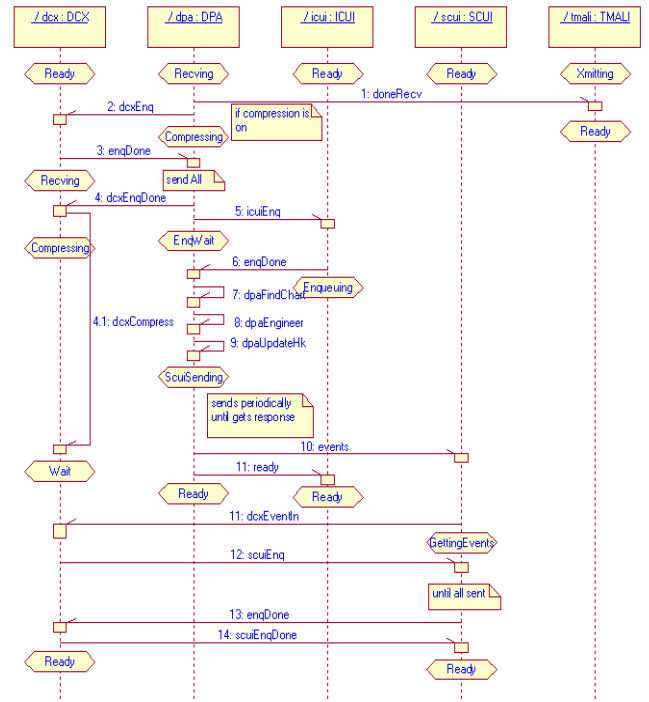 / dcx : DCX
/ dpa : DPA
/ icui : ICUI
/ scui : SCUI
/ tmali : TMALI
Ready
Recving
Ready
Ready
Xmitting
1: doneRecv
2: dcxEnq
if compression is
on
Ready
Compressing
3: enqDone
Recving
send All
4: dcxEnqDone
5: icuiEnq
EnqWait
Compressing
6: enqDone
Enqueuing
7: dpaFindChan
4.1: dcxCompress
8: dpaEngineer
9: dpaUpdateHk
ScuiSending
sends periodically
until gets response
10: events
Wait
11: ready
Ready
Ready
11: dcxEventIn
GettingEvents
12: scuiEnq
until all sent
13: enqDone
14: scuiEnqDone
Ready
Ready